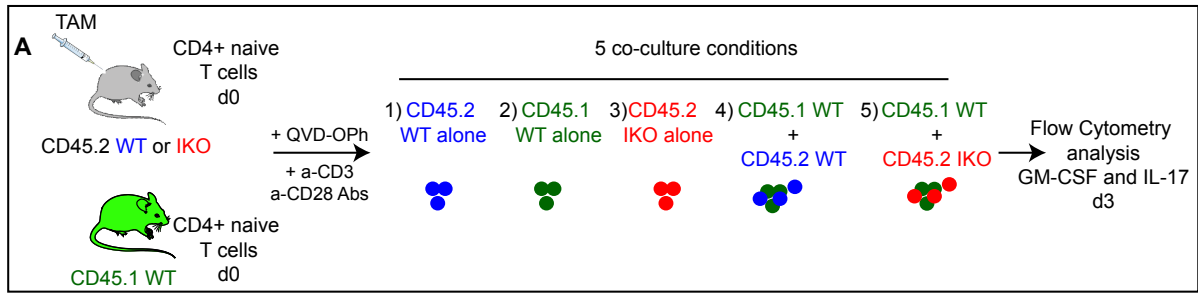 A
TAM
CD4+ naive
T cells
d0
CD45.2 WT or IKO
CD4+ naive
T cells
d0
CD45.1 WT
+ QVD-OPh
+ a-CD3
a-CD28 Abs
5 co-culture conditions
1) CD45.2
WT alone
2) CD45.1
WT alone
3) CD45.2
IKO alone
4) CD45.1 WT
+
CD45.2 WT
5) CD45.1 WT
+
CD45.2 IKO
Flow Cytometry
analysis
GM-CSF and IL-17
d3